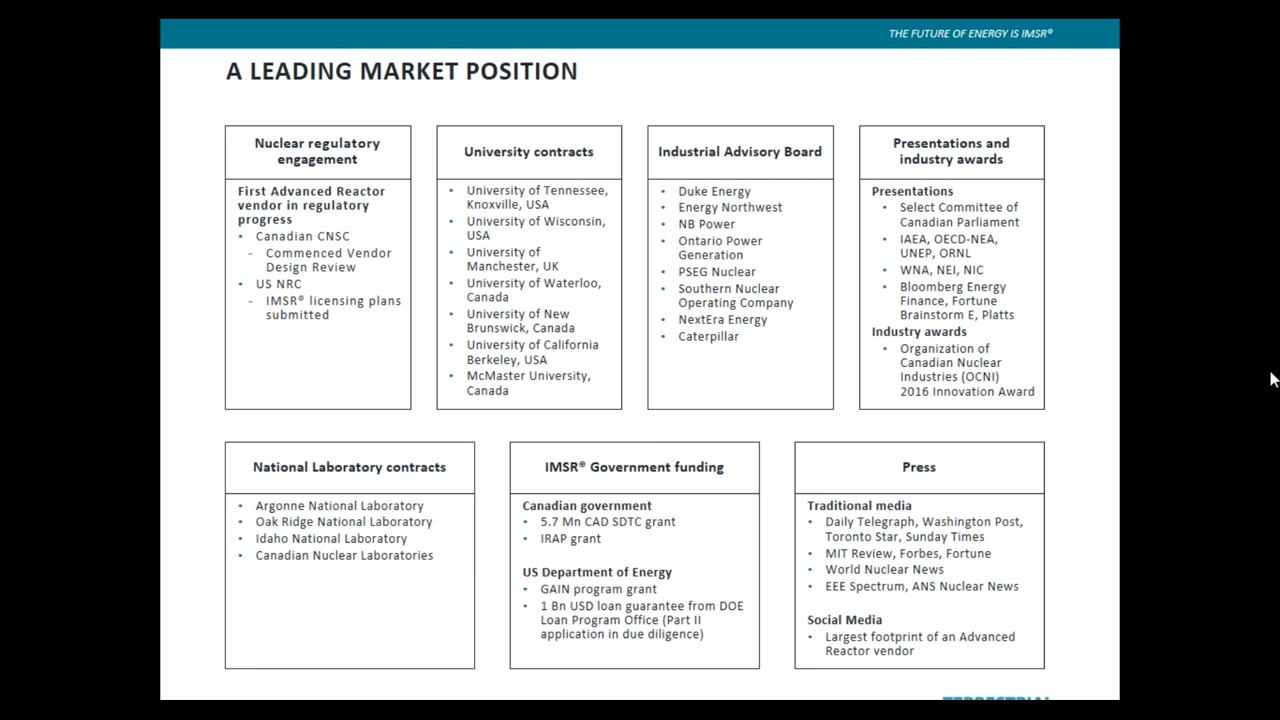 THE FUTURE OF ENERGY IS IMSR®
A LEADING MARKET POSITION
Nuclear regulatory
engagement
First Advanced Reactor
vendor in regulatory
progress
• Canadian CNSC
- Commenced Vendor
Design Review
• US NRC
- IMSR® licensing plans
submitted
University contracts
• University of Tennessee,
Knoxville, USA
• University of Wisconsin,
USA
• University of
Manchester, UK
• University of Waterloo,
Canada
• University of New
Brunswick, Canada
• University of California
Berkeley, USA
• McMaster University,
Canada
Industrial Advisory Board
• Duke Energy
• Energy Northwest
• NB Power
• Ontario Power
Generation
• PSEG Nuclear
• Southern Nuclear
Operating Company
• NextEra Energy
• Caterpillar
Presentations and
industry awards
Presentations
• Select Committee of
Canadian Parliament
• IAEA, OECD-NEA,
UNEP, ORNL
• WNA, NEI, NIC
• Bloomberg Energy
Finance, Fortune
Brainstorm E, Platts
Industry awards
• Organization of
Canadian Nuclear
Industries (OCNI)
2016 Innovation Award
National Laboratory contracts
• Argonne National Laboratory
• Oak Ridge National Laboratory
• Idaho National Laboratory
• Canadian Nuclear Laboratories
IMSR® Government funding
Canadian government
• 5.7 Mn CAD SDTC grant
• IRAP grant
US Department of Energy
• GAIN program grant
• 1 Bn USD loan guarantee from DOE
Loan Program Office (Part II
application in due diligence)
Press
Traditional media
• Daily Telegraph, Washington Post,
Toronto Star, Sunday Times
• MIT Review, Forbes, Fortune
• World Nuclear News
• EEE Spectrum, ANS Nuclear News
Social Media
• Largest footprint of an Advanced
Reactor vendor
TERRESTRIAL